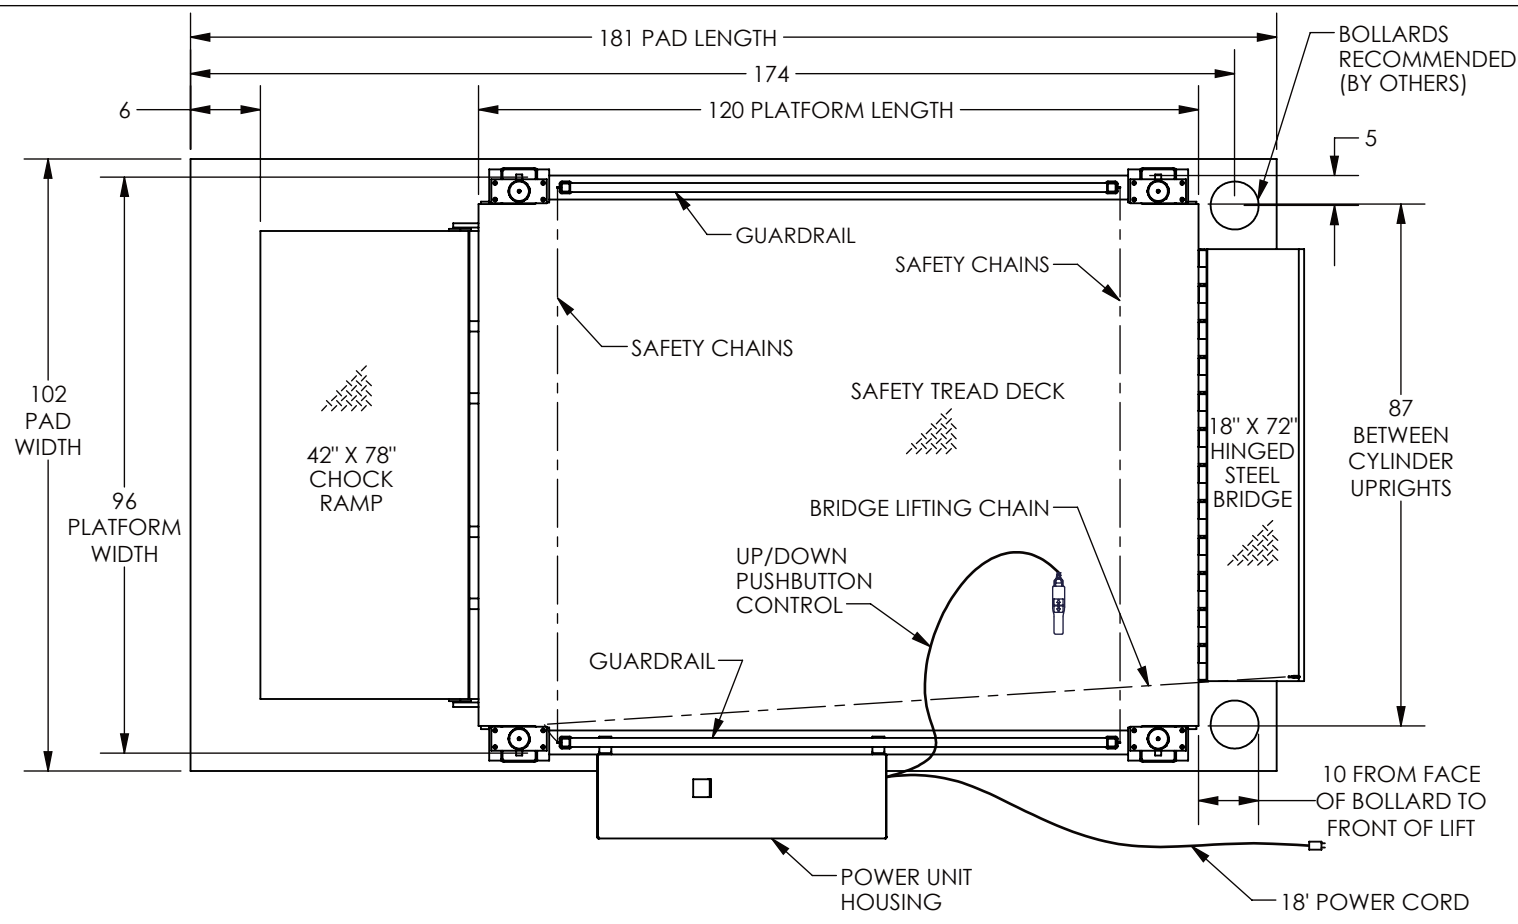 181 PAD LENGTH
BOLLARDS
RECOMMENDED
(BY OTHERS)
174
6
120 PLATFORM LENGTH
5
GUARDRAIL
SAFETY CHAINS
SAFETY CHAINS
102
PAD
WIDTH
SAFETY TREAD DECK
87
BETWEEN
CYLINDER
UPRIGHTS
18" X 72"
HINGED
STEEL
BRIDGE
42" X 78"
CHOCK
RAMP
96
PLATFORM
WIDTH
BRIDGE LIFTING CHAIN
UP/DOWN
PUSHBUTTON
CONTROL
GUARDRAIL
10 FROM FACE
OF BOLLARD TO
FRONT OF LIFT
POWER UNIT
HOUSING
18' POWER CORD